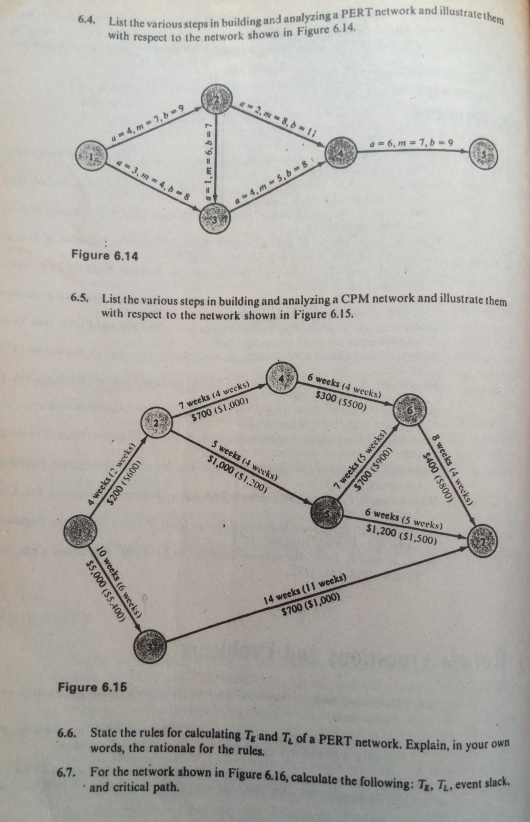 6.4. List the various steps in building and analyzing a PERT network and illustrate them
with respect to the network shown in Figure 6.14.
2
a = 4, m = 7, b = 9
a = 2, m = 8, b = 11
1
a = 1, m = 6, b = 7
4
a = 6, m = 7, b = 9
5
a = 3, m = 4, b = 8
a = 4, m = 5, b = 8
3
Figure 6.14
6.5. List the various steps in building and analyzing a CPM network and illustrate them
with respect to the network shown in Figure 6.15.
4
7 weeks (4 weeks)
$700 ($1,000)
6 weeks (4 weeks)
$300 ($500)
2
6
4 weeks (2 weeks)
$200 ($600)
5 weeks (4 weeks)
$1,000 ($1,200)
7 weeks (5 weeks)
$700 ($900)
8 weeks (4 weeks)
$400 ($800)
6 weeks (5 weeks)
$1,200 ($1,500)
1
7
10 weeks (6 weeks)
$5,000 ($5,400)
14 weeks (11 weeks)
$700 ($1,000)
3
Figure 6.15
6.6. State the rules for calculating TE and TL of a PERT network. Explain, in your own
words, the rationale for the rules.
6.7. For the network shown in Figure 6.16, calculate the following: TE, TL, event slack,
and critical path.